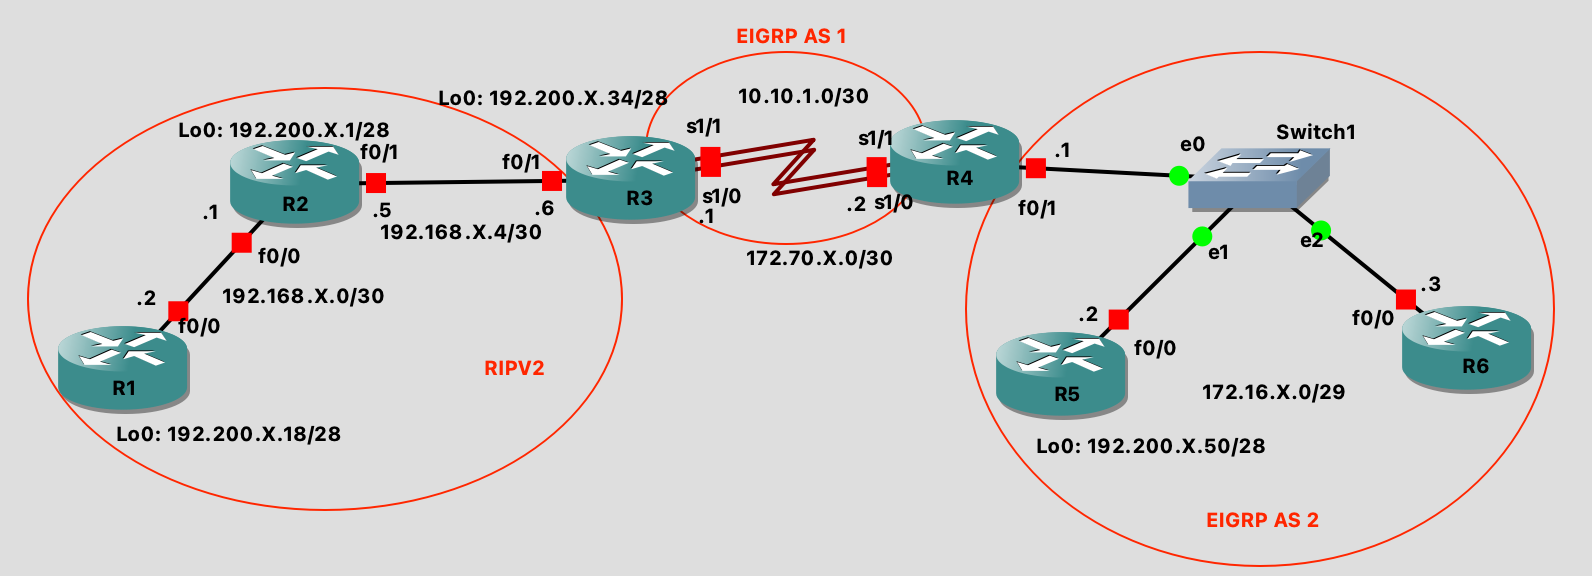 EIGRP AS 1
Lo0: 192.200.X.34/28
10.10.1.0/30
Lo0: 192.200.X.1/28
s1/1
s1/1
Switch1
f0/1
f0/1
e0
.1
R3
R4
R2
s1/0
.1
.2
s1/0
f0/1
.1
.5
.6
192.168.X.4/30
f0/0
172.70.X.0/30
e1
e2
.2
192.168.X.0/30
f0/0
.3
f0/0
.2
f0/0
R1
RIPV2
R5
R6
172.16.X.0/29
Lo0: 192.200.X.18/28
Lo0: 192.200.X.50/28
EIGRP AS 2